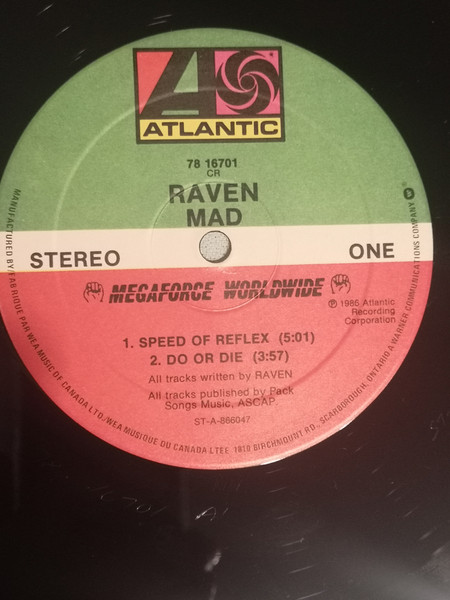 ATLANTIC
78 16701
CR
RAVEN
MAD
STEREO
ONE
MEGAFORCE WORLDWIDE
℗ 1986 Atlantic
Recording
Corporation
1. SPEED OF REFLEX (5:01)
2. DO OR DIE (3:57)
All tracks written by RAVEN
All tracks published by Pack
Songs Music, ASCAP.
ST-A-866047
MANUFACTURED BY/FABRIQUE PAR WEA MUSIC OF CANADA LTD./WEA MUSIQUE DU CANADA LTEE 1810 BIRCHMOUNT RD., SCARBOROUGH, ONTARIO A WARNER COMMUNICATIONS COMPANY